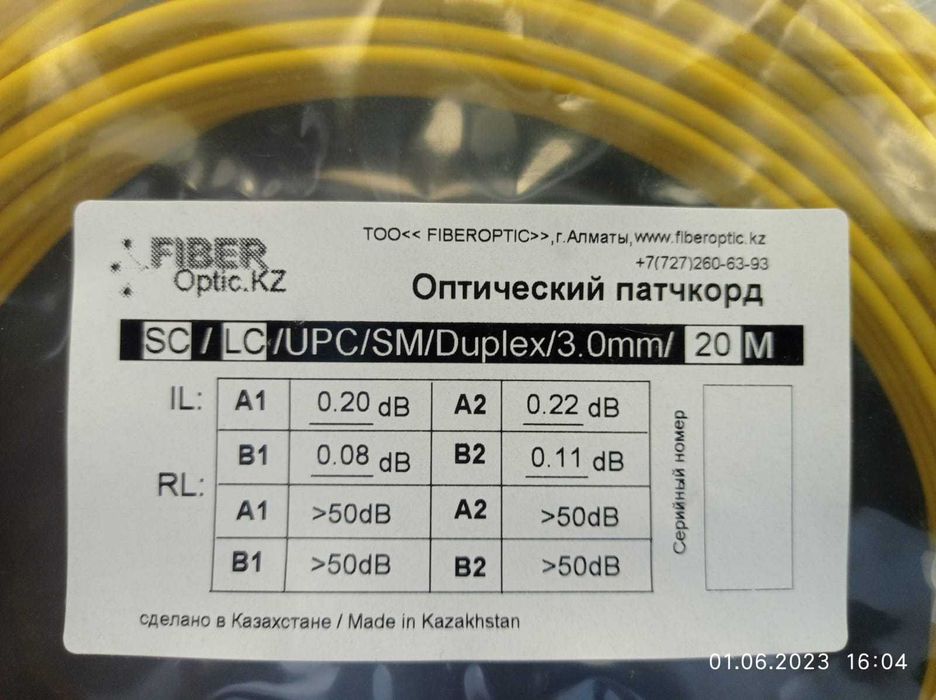 FIBER
Optic.KZ
ТОО<< FIBEROPTIC>>,г.Алматы,www.fiberoptic.kz
+7(727)260-63-93
Оптический патчкорд
SC/LC/UPC/SM/Duplex/3.0mm/ 20 М
IL: A1 0.20 dB A2 0.22 dB
B1 0.08 dB B2 0.11 dB
RL: A1 >50dB A2 >50dB
B1 >50dB B2 >50dB
Серийный номер
сделано в Казахстане / Made in Kazakhstan
01.06.2023 16:04